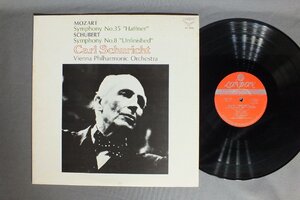 MOZART
Symphony No.35 "Haffner"
SCHUBERT
Symphony No.8 "Unfinished"
Carl Schuricht
Vienna Philharmonic Orchestra
LONDON